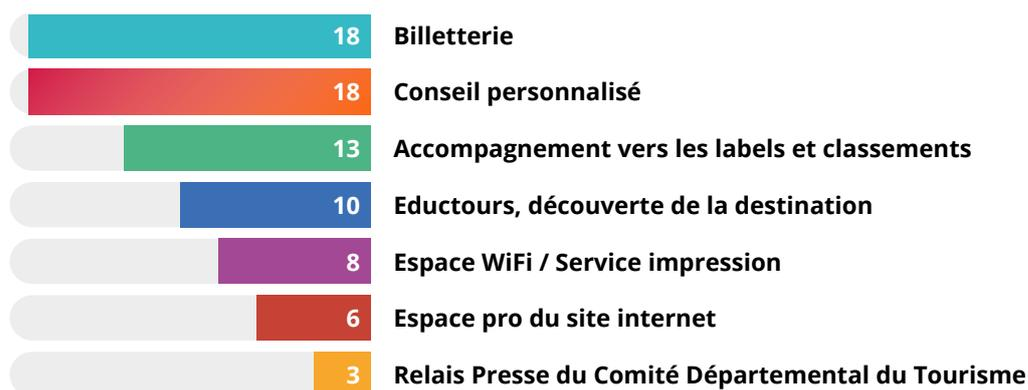 18 Billetterie
18 Conseil personnalisé
13 Accompagnement vers les labels et classements
10 Eductours, découverte de la destination
8 Espace WiFi / Service impression
6 Espace pro du site internet
3 Relais Presse du Comité Départemental du Tourisme